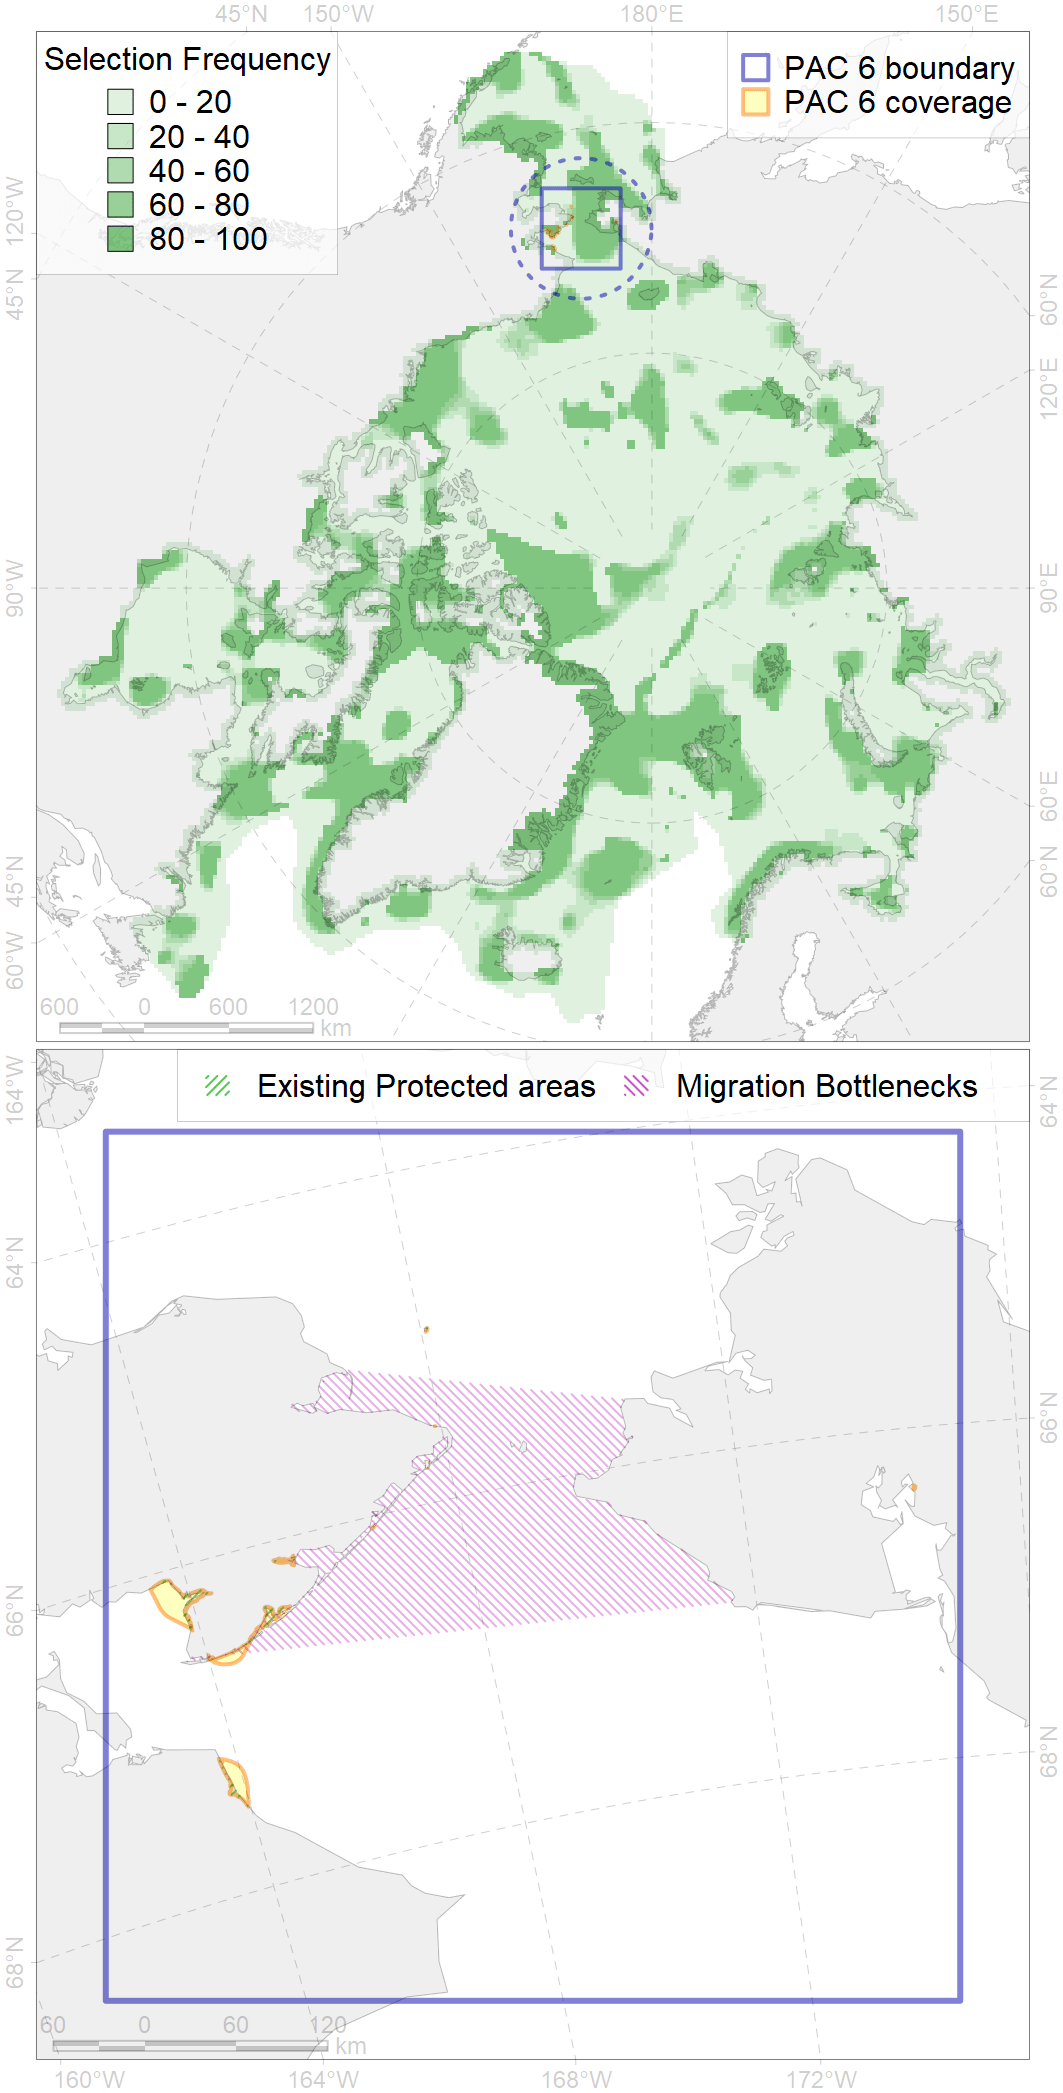 45°N 150°W 180°E 150°E
Selection Frequency
0 - 20
20 - 40
40 - 60
60 - 80
80 - 100
PAC 6 boundary
PAC 6 coverage
120°W
45°N
90°W
45°N
60°W
60°N
120°E
90°E
60°E
60°N
600 0 600 1200
km
Existing Protected areas Migration Bottlenecks
164°W
64°N
66°N
68°N
64°N
66°N
68°N
60 0 60 120
km
160°W 164°W 168°W 172°W